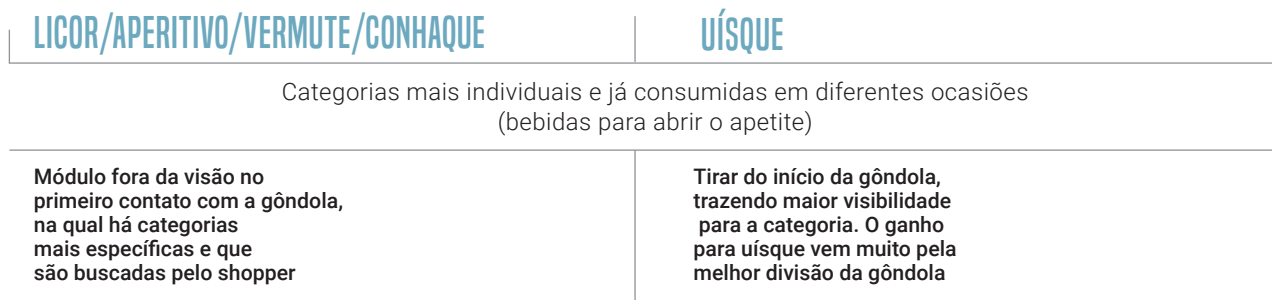 LICOR/APERITIVO/VERMUTE/CONHAQUE
UÍSQUE
Categorias mais individuais e já consumidas em diferentes ocasiões
(bebidas para abrir o apetite)
Módulo fora da visão no
primeiro contato com a gôndola,
na qual há categorias
mais específicas e que
são buscadas pelo shopper
Tirar do início da gôndola,
trazendo maior visibilidade
para a categoria. O ganho
para uísque vem muito pela
melhor divisão da gôndola